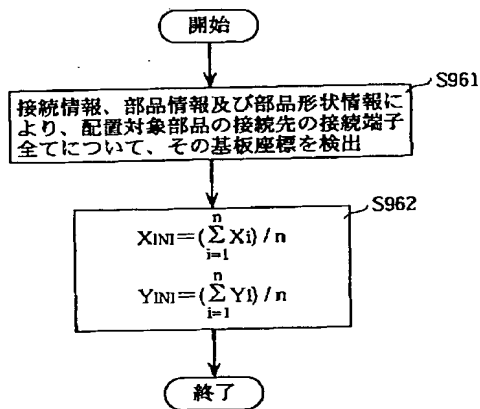 開始
S961
接続情報、部品情報及び部品形状情報に
より、配置対象部品の接続先の接続端子
全てについて、その基板座標を検出
S962
XINI=(∑Xi)/n
n
i=1
YINI=(∑Yi)/n
n
i=1
終了